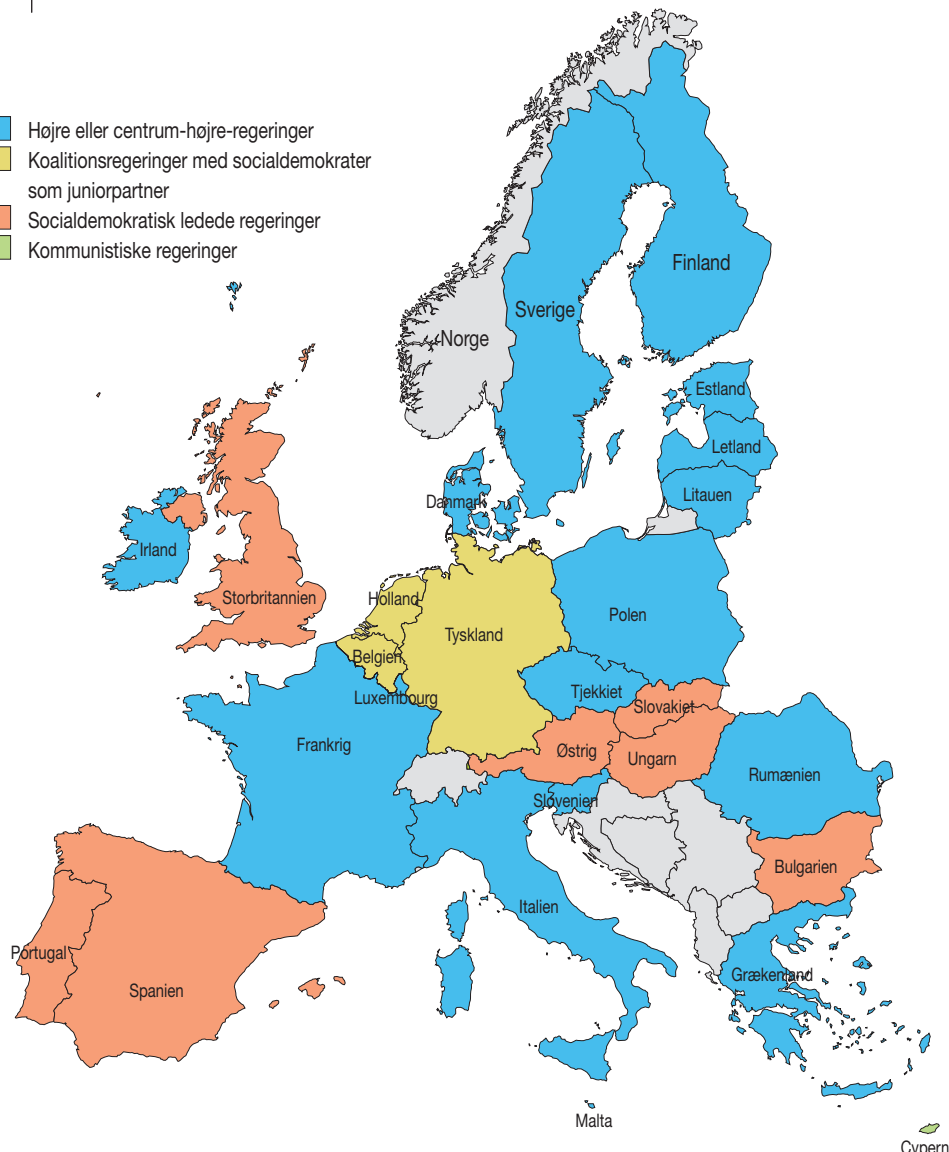 Højre eller centrum-højre-regeringer
Koalitionsregeringer med socialdemokrater
som juniorpartner
Socialdemokratisk ledede regeringer
Kommunistiske regeringer
Finland
Sverige
Norge
Estland
Letland
Litauen
Danmark
Irland
Storbritannien
Holland
Tyskland
Polen
Belgien
Luxembourg
Tjekkiet
Slovakiet
Frankrig
Østrig
Ungarn
Rumænien
Slovenien
Bulgarien
Italien
Portugal
Spanien
Grækenland
Malta
Cypern